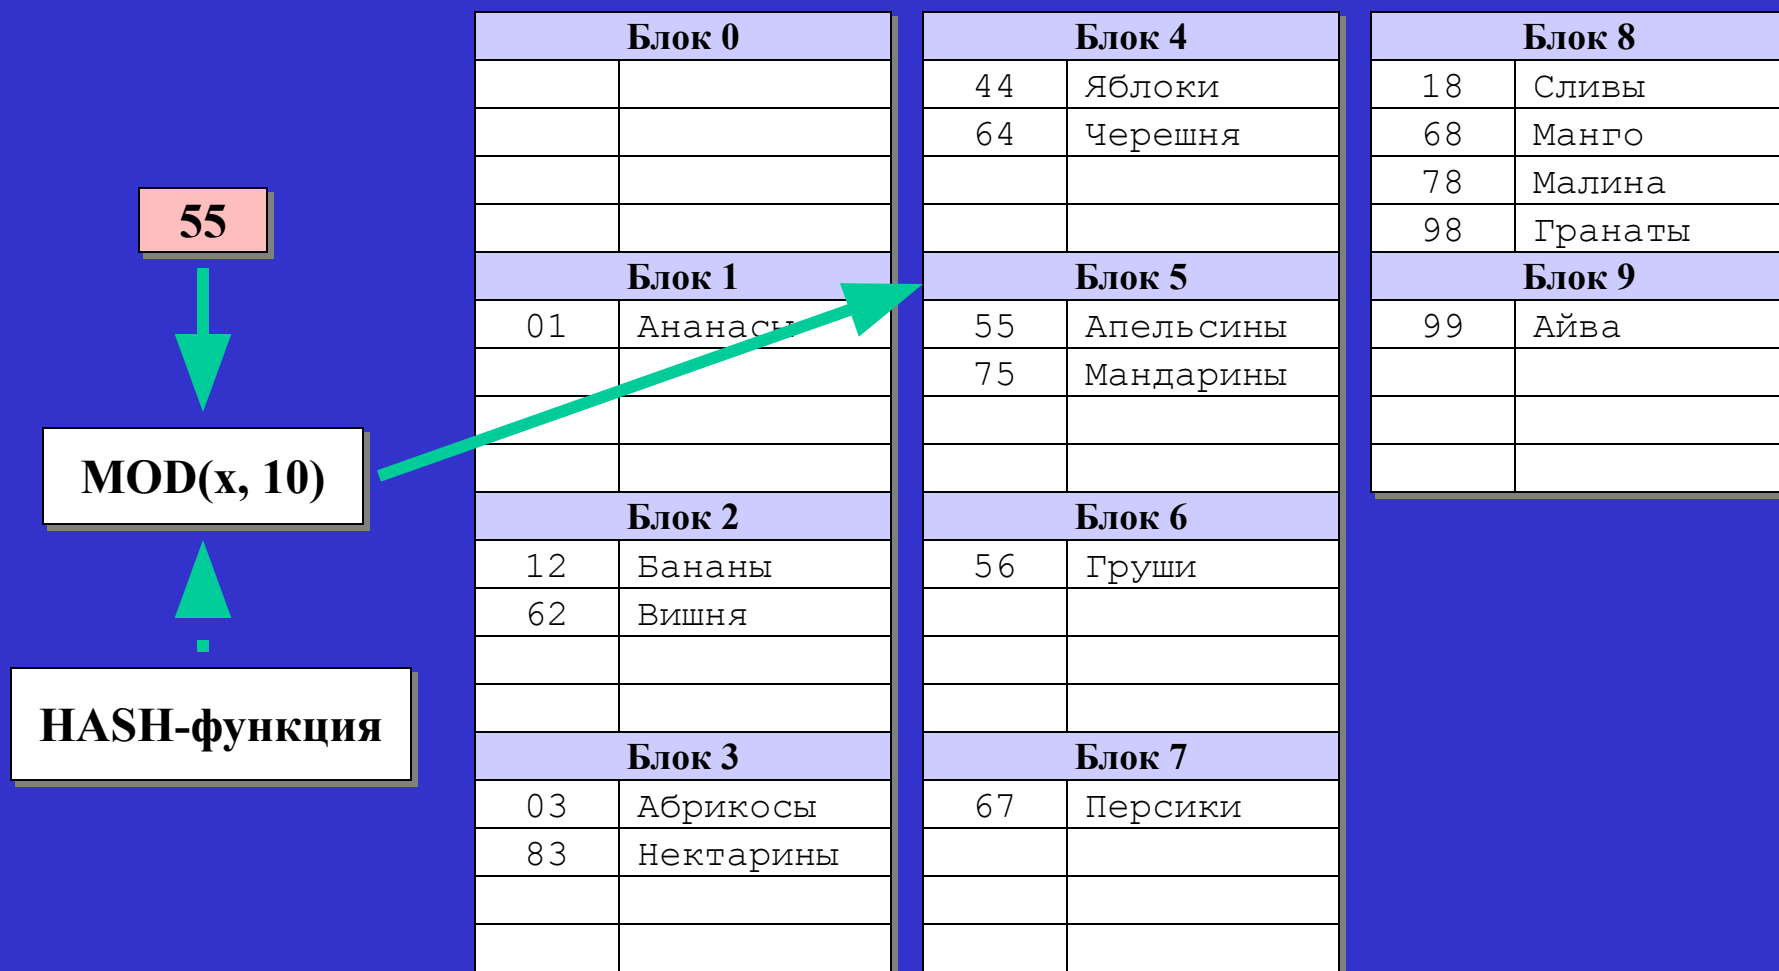 55
MOD(x, 10)
HASH-функция
Блок 0
Блок 1
01 Ананасы
Блок 2
12 Бананы
62 Вишня
Блок 3
03 Абрикосы
83 Нектарины
Блок 4
44 Яблоки
64 Черешня
Блок 5
55 Апельсины
75 Мандарины
Блок 6
56 Груши
Блок 7
67 Персики
Блок 8
18 Сливы
68 Манго
78 Малина
98 Гранаты
Блок 9
99 Айва